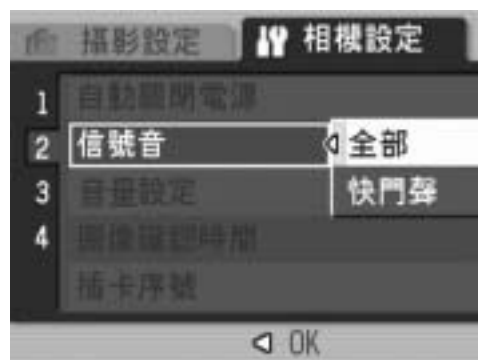 攝影設定 相機設定
1 自動關閉電源
2 信號音 全部
3 音量設定 快門聲
4 圖像確認時間
插卡序號
OK